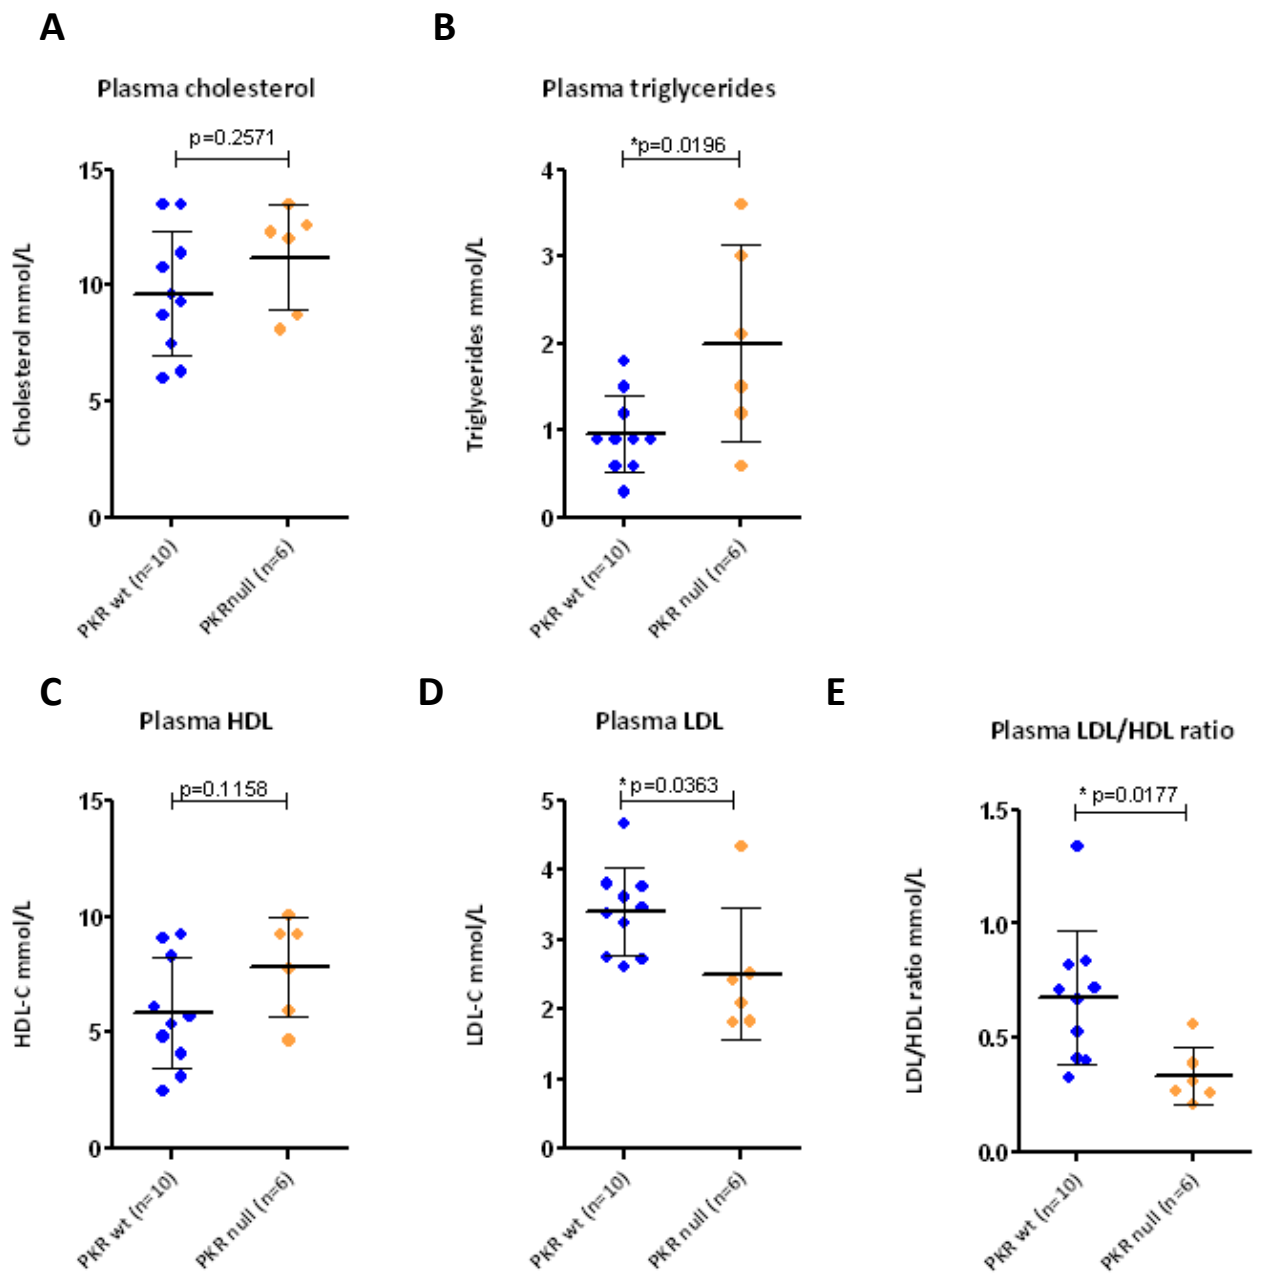 A
Plasma cholesterol
p=0.2571
Cholesterol mmol/L
15
10
5
0
PKR wt (n=10)
PKRnull (n=6)
B
Plasma triglycerides
*p=0.0196
Triglycerides mmol/L
4
3
2
1
0
PKR wt (n=10)
PKR null (n=6)
C
Plasma HDL
p=0.1158
HDL-C mmol/L
15
10
5
0
PKR wt (n=10)
PKR null (n=6)
D
Plasma LDL
* p=0.0363
LDL-C mmol/L
5
4
3
2
1
0
PKR wt (n=10)
PKR null (n=6)
E
Plasma LDL/HDL ratio
* p=0.0177
LDL/HDL ratio mmol/L
1.5
1.0
0.5
0.0
PKR wt (n=10)
PKR null (n=6)